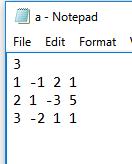 a - Notepad
File Edit Format
3
1 -1 2 1
2 1 -3 5
3 -2 1 1